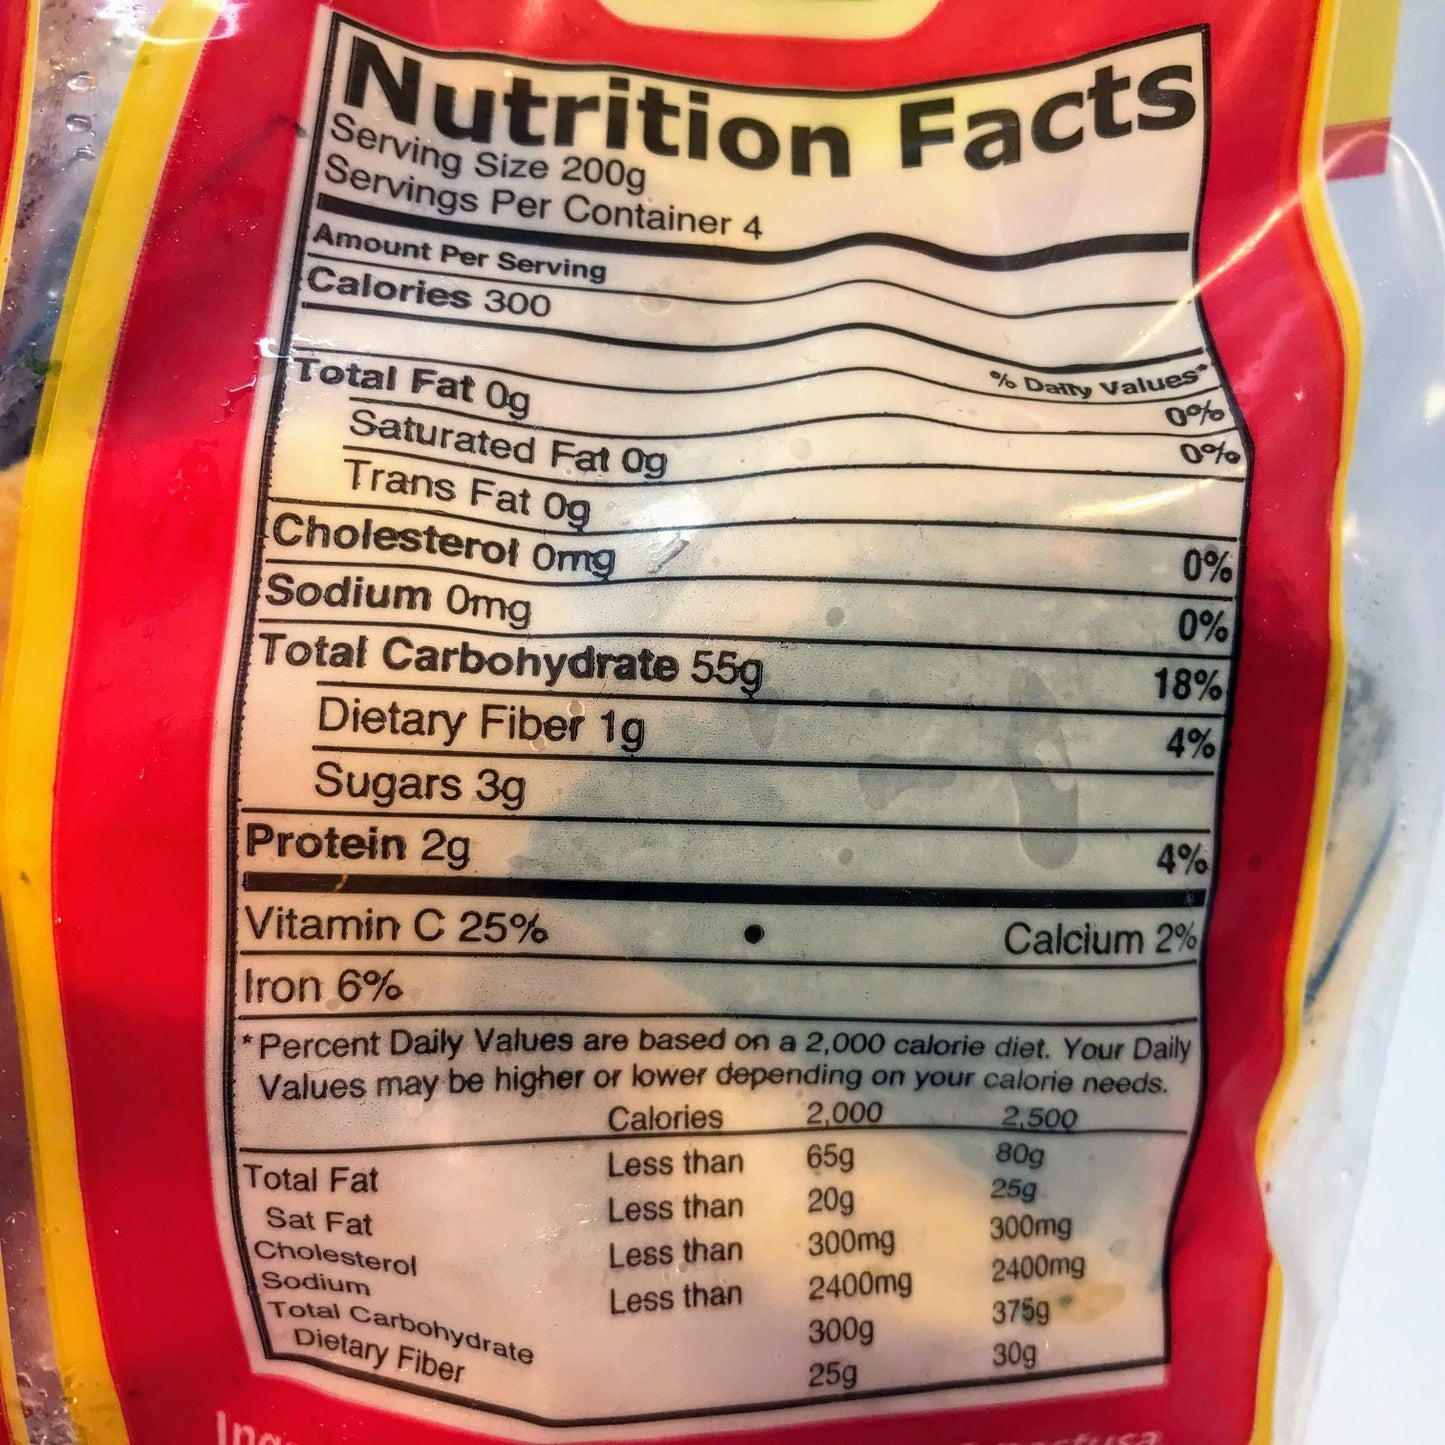 Nutrition Facts
Serving Size 200g
Servings Per Container 4
Amount Per Serving
Calories 300
% Daily Values*
Total Fat 0g 0%
Saturated Fat 0g 0%
Trans Fat 0g
Cholesterol 0mg 0%
Sodium 0mg 0%
Total Carbohydrate 55g 18%
Dietary Fiber 1g 4%
Sugars 3g
Protein 2g 4%
Vitamin C 25% • Calcium 2%
Iron 6%
*Percent Daily Values are based on a 2,000 calorie diet. Your Daily
Values may be higher or lower depending on your calorie needs.
Calories 2,000 2,500
Total Fat Less than 65g 80g
Sat Fat Less than 20g 25g
Cholesterol Less than 300mg 300mg
Sodium Less than 2400mg 2400mg
Total Carbohydrate 300g 375g
Dietary Fiber 25g 30g